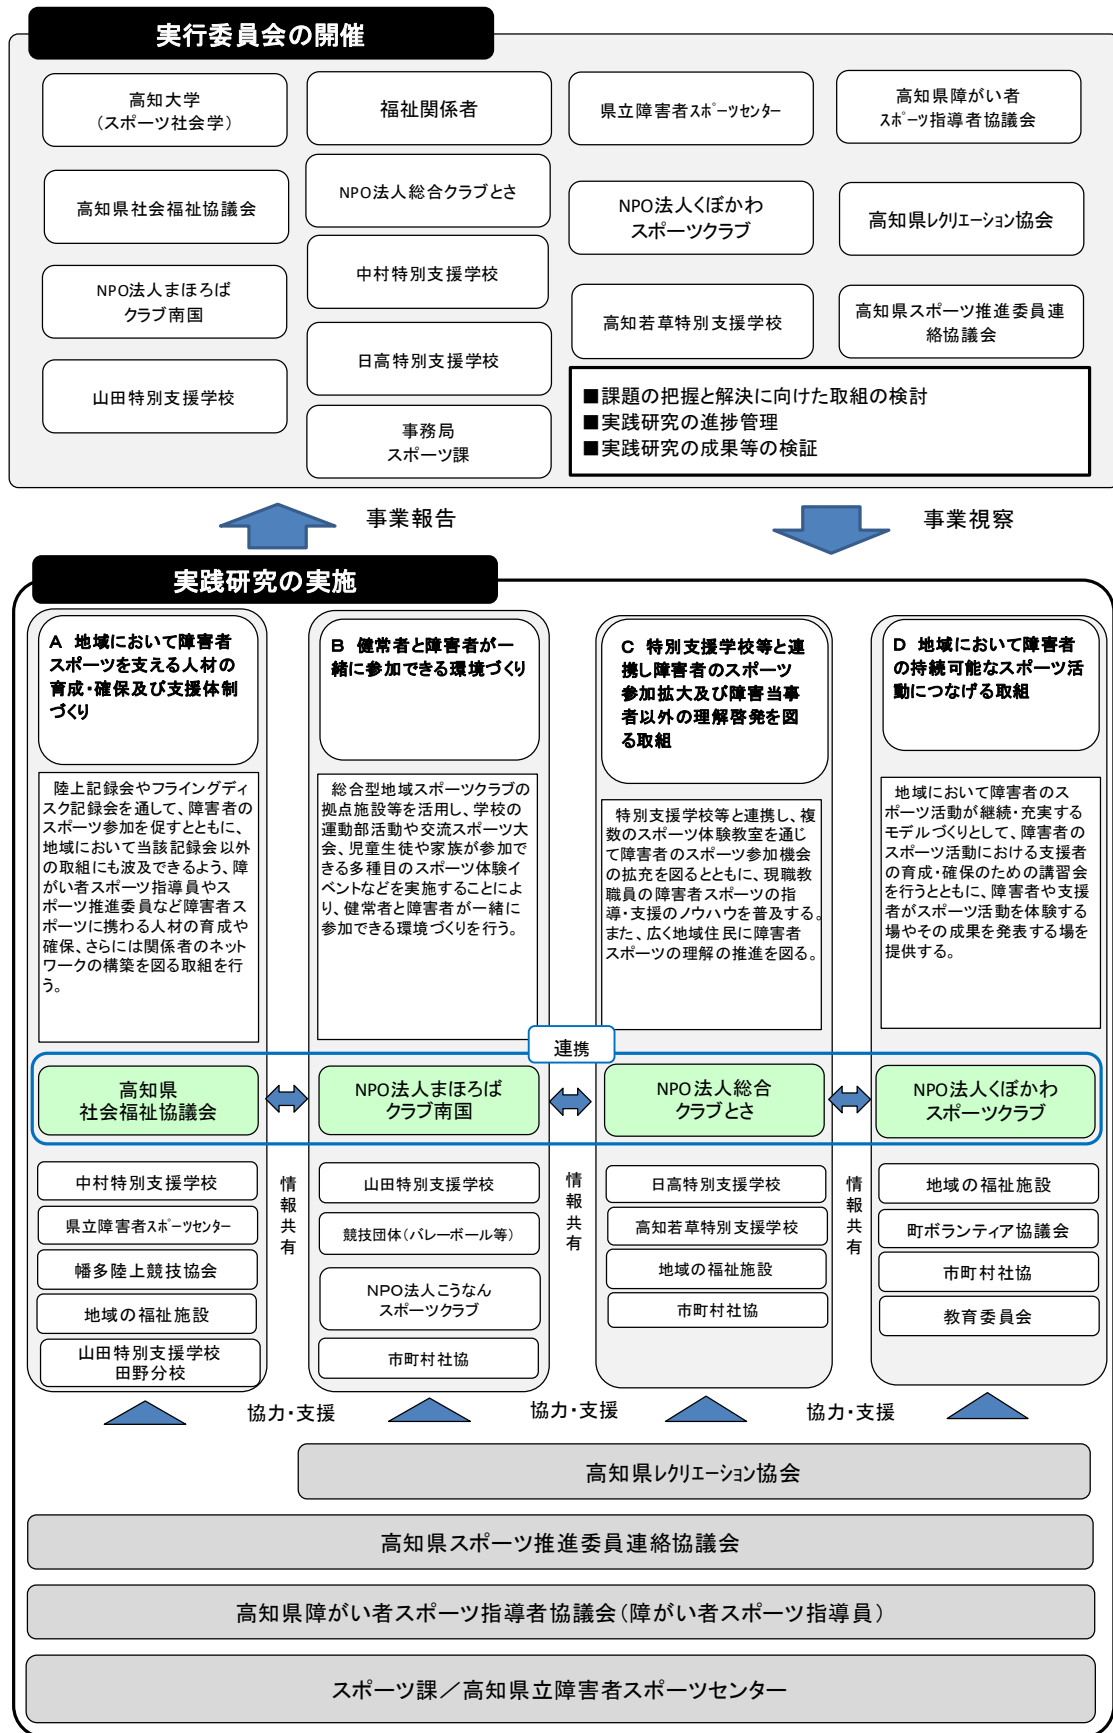 実行委員会の開催
高知大学
（スポーツ社会学）
福祉関係者
県立障害者スポーツセンター
高知県障がい者
スポーツ指導者協議会
高知県社会福祉協議会
NPO法人総合クラブとさ
NPO法人くぼかわ
スポーツクラブ
高知県レクリエーション協会
NPO法人まほろば
クラブ南国
中村特別支援学校
高知若草特別支援学校
高知県スポーツ推進委員連
絡協議会
山田特別支援学校
日高特別支援学校
事務局
スポーツ課
■課題の把握と解決に向けた取組の検討
■実践研究の進捗管理
■実践研究の成果等の検証
事業報告
事業視察
実践研究の実施
A 地域において障害者
スポーツを支える人材の
育成・確保及び支援体制
づくり
陸上記録会やフライングディ
スク記録会を通して、障害者の
スポーツ参加を促すとともに、
地域において当該記録会以外
の取組にも波及できるよう、障
がい者スポーツ指導員やス
ポーツ推進委員など障害者ス
ポーツに携わる人材の育成や
確保、さらには関係者のネット
ワークの構築を図る取組を行
う。
B 健常者と障害者が一
緒に参加できる環境づくり
総合型地域スポーツクラブの
拠点施設等を活用し、学校の
運動部活動や交流スポーツ大
会、児童生徒や家族が参加で
きる多種目のスポーツ体験イ
ベントなどを実施することによ
り、健常者と障害者が一緒に
参加できる環境づくりを行う。
C 特別支援学校等と連
携し障害者のスポーツ
参加拡大及び障害当事
者以外の理解啓発を図
る取組
特別支援学校等と連携し、複
数のスポーツ体験教室を通じ
て障害者のスポーツ参加機会
の拡充を図るとともに、現職教
職員の障害者スポーツの指
導・支援のノウハウを普及する。
また、広く地域住民に障害者
スポーツの理解の推進を図る。
D 地域において障害者
の持続可能なスポーツ活
動につなげる取組
地域において障害者のス
ポーツ活動が継続・充実する
モデルづくりとして、障害者の
スポーツ活動における支援者
の育成・確保のための講習会
を行うとともに、障害者や支援
者がスポーツ活動を体験する
場やその成果を発表する場を
提供する。
連携
高知県
社会福祉協議会
NPO法人まほろば
クラブ南国
NPO法人総合
クラブとさ
NPO法人くぼかわ
スポーツクラブ
中村特別支援学校
県立障害者スポーツセンター
幡多陸上競技協会
地域の福祉施設
山田特別支援学校
田野分校
情報共有
山田特別支援学校
競技団体（バレーボール等）
NPO法人こうなん
スポーツクラブ
市町村社協
情報共有
日高特別支援学校
高知若草特別支援学校
地域の福祉施設
市町村社協
情報共有
地域の福祉施設
町ボランティア協議会
市町村社協
教育委員会
協力・支援
協力・支援
協力・支援
高知県レクリエーション協会
高知県スポーツ推進委員連絡協議会
高知県障がい者スポーツ指導者協議会（障がい者スポーツ指導員）
スポーツ課／高知県立障害者スポーツセンター